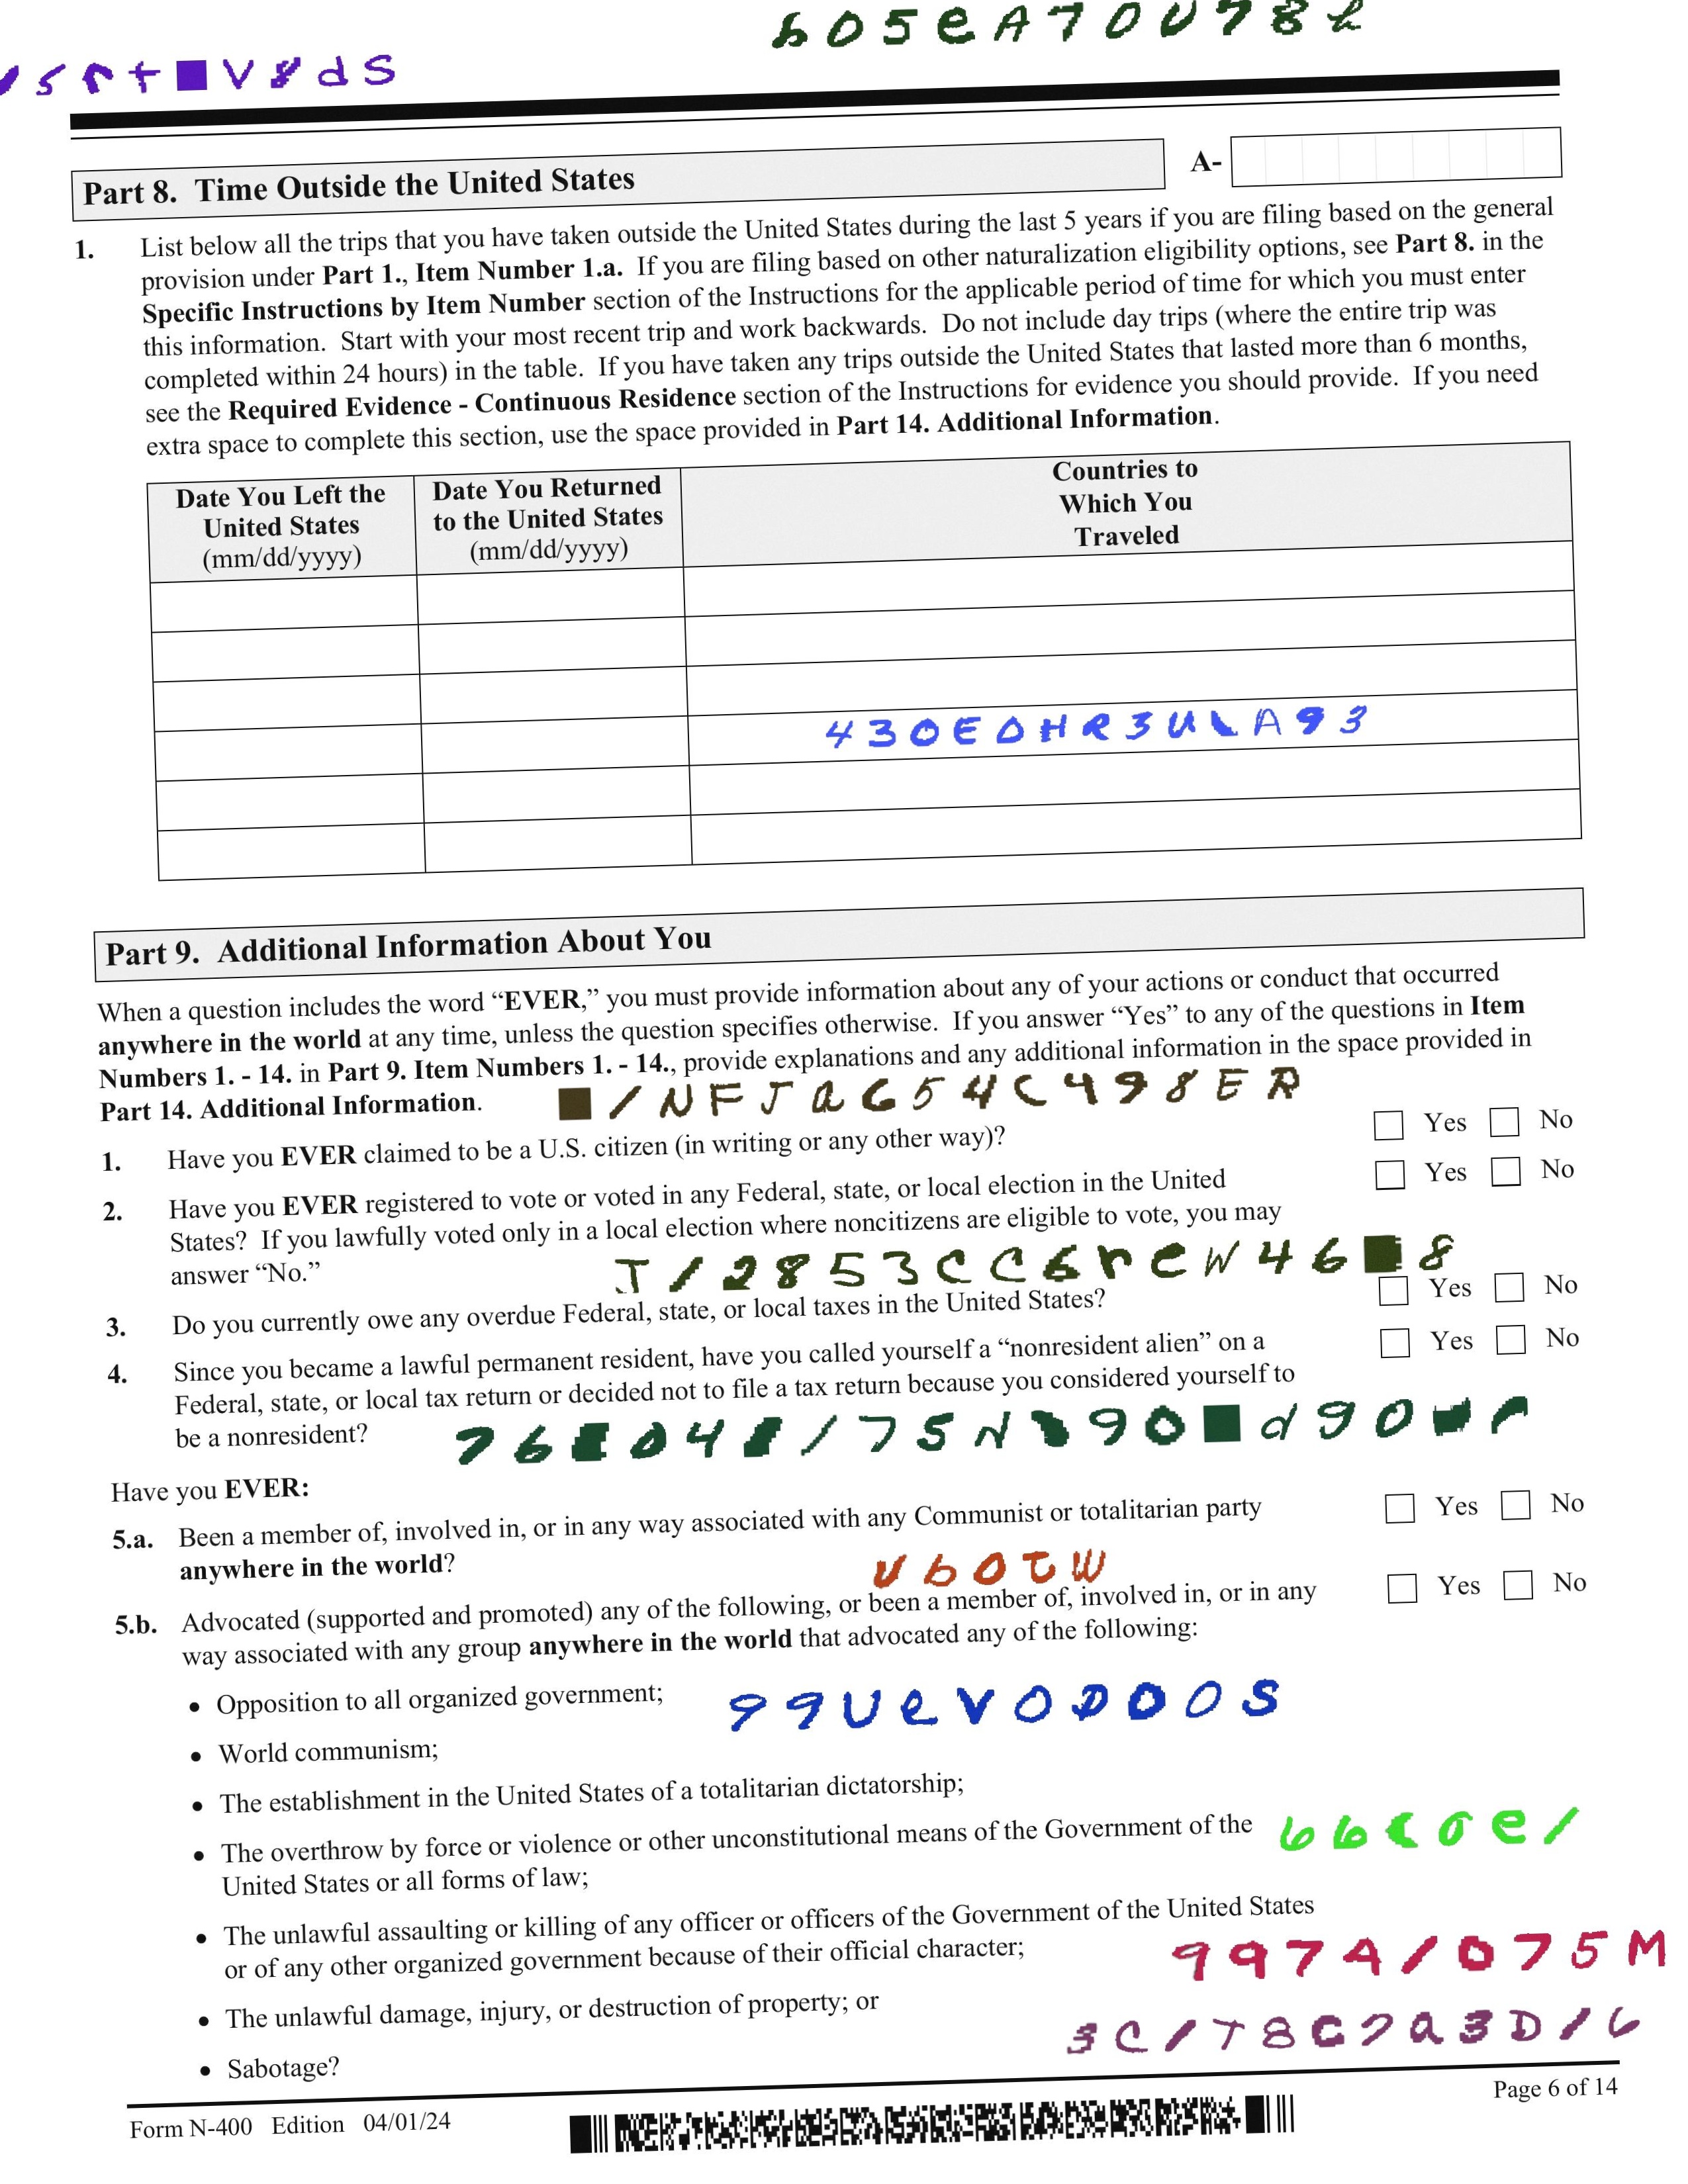 Part 8. Time Outside the United States
A-
1. List below all the trips that you have taken outside the United States during the last 5 years if you are filing based on the general
provision under Part 1., Item Number 1.a. If you are filing based on other naturalization eligibility options, see Part 8. in the
Specific Instructions by Item Number section of the Instructions for the applicable period of time for which you must enter
this information. Start with your most recent trip and work backwards. Do not include day trips (where the entire trip was
completed within 24 hours) in the table. If you have taken any trips outside the United States that lasted more than 6 months,
see the Required Evidence - Continuous Residence section of the Instructions for evidence you should provide. If you need
extra space to complete this section, use the space provided in Part 14. Additional Information.
Date You Left the
United States
(mm/dd/yyyy)
Date You Returned
to the United States
(mm/dd/yyyy)
Countries to
Which You
Traveled
Part 9. Additional Information About You
When a question includes the word “EVER,” you must provide information about any of your actions or conduct that occurred
anywhere in the world at any time, unless the question specifies otherwise. If you answer “Yes” to any of the questions in Item
Numbers 1. - 14. in Part 9. Item Numbers 1. - 14., provide explanations and any additional information in the space provided in
Part 14. Additional Information.
1. Have you EVER claimed to be a U.S. citizen (in writing or any other way)? Yes No
2. Have you EVER registered to vote or voted in any Federal, state, or local election in the United Yes No
States? If you lawfully voted only in a local election where noncitizens are eligible to vote, you may
answer “No.”
3. Do you currently owe any overdue Federal, state, or local taxes in the United States? Yes No
4. Since you became a lawful permanent resident, have you called yourself a “nonresident alien” on a Yes No
Federal, state, or local tax return or decided not to file a tax return because you considered yourself to
be a nonresident?
Have you EVER:
5.a. Been a member of, involved in, or in any way associated with any Communist or totalitarian party Yes No
anywhere in the world?
5.b. Advocated (supported and promoted) any of the following, or been a member of, involved in, or in any Yes No
way associated with any group anywhere in the world that advocated any of the following:
• Opposition to all organized government;
• World communism;
• The establishment in the United States of a totalitarian dictatorship;
• The overthrow by force or violence or other unconstitutional means of the Government of the
United States or all forms of law;
• The unlawful assaulting or killing of any officer or officers of the Government of the United States
or of any other organized government because of their official character;
9974/075M
• The unlawful damage, injury, or destruction of property; or
• Sabotage?
Form N-400 Edition 04/01/24
Page 6 of 14